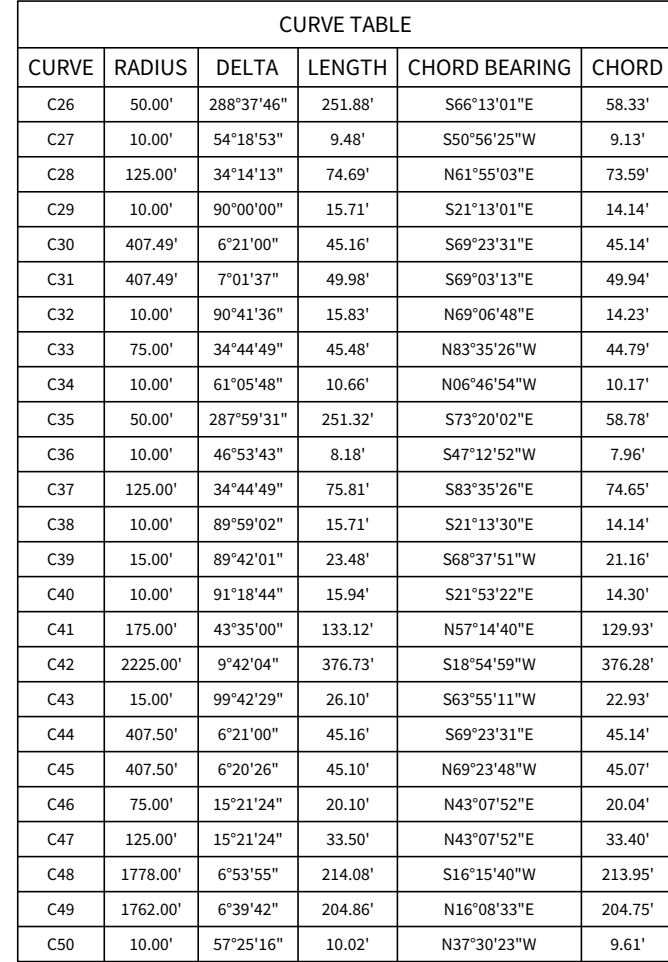 CURVE TABLE
CURVE RADIUS DELTA LENGTH CHORD BEARING CHORD
C26 50.00' 288°37'46" 251.88' S66°13'01"E 58.33'
C27 10.00' 54°18'53" 9.48' S50°56'25"W 9.13'
C28 125.00' 34°14'13" 74.69' N61°55'03"E 73.59'
C29 10.00' 90°00'00" 15.71' S21°13'01"E 14.14'
C30 407.49' 6°21'00" 45.16' S69°23'31"E 45.14'
C31 407.49' 7°01'37" 49.98' S69°03'13"E 49.94'
C32 10.00' 90°41'36" 15.83' N69°06'48"E 14.23'
C33 75.00' 34°44'49" 45.48' N83°35'26"W 44.79'
C34 10.00' 61°05'48" 10.66' N06°46'54"W 10.17'
C35 50.00' 287°59'31" 251.32' S73°20'02"E 58.78'
C36 10.00' 46°53'43" 8.18' S47°12'52"W 7.96'
C37 125.00' 34°44'49" 75.81' S83°35'26"E 74.65'
C38 10.00' 89°59'02" 15.71' S21°13'30"E 14.14'
C39 15.00' 89°42'01" 23.48' S68°37'51"W 21.16'
C40 10.00' 91°18'44" 15.94' S21°53'22"E 14.30'
C41 175.00' 43°35'00" 133.12' N57°14'40"E 129.93'
C42 2225.00' 9°42'04" 376.73' S18°54'59"W 376.28'
C43 15.00' 99°42'29" 26.10' S63°55'11"W 22.93'
C44 407.50' 6°21'00" 45.16' S69°23'31"E 45.14'
C45 407.50' 6°20'26" 45.10' N69°23'48"W 45.07'
C46 75.00' 15°21'24" 20.10' N43°07'52"E 20.04'
C47 125.00' 15°21'24" 33.50' N43°07'52"E 33.40'
C48 1778.00' 6°53'55" 214.08' S16°15'40"W 213.95'
C49 1762.00' 6°39'42" 204.86' N16°08'33"E 204.75'
C50 10.00' 57°25'16" 10.02' N37°30'23"W 9.61'